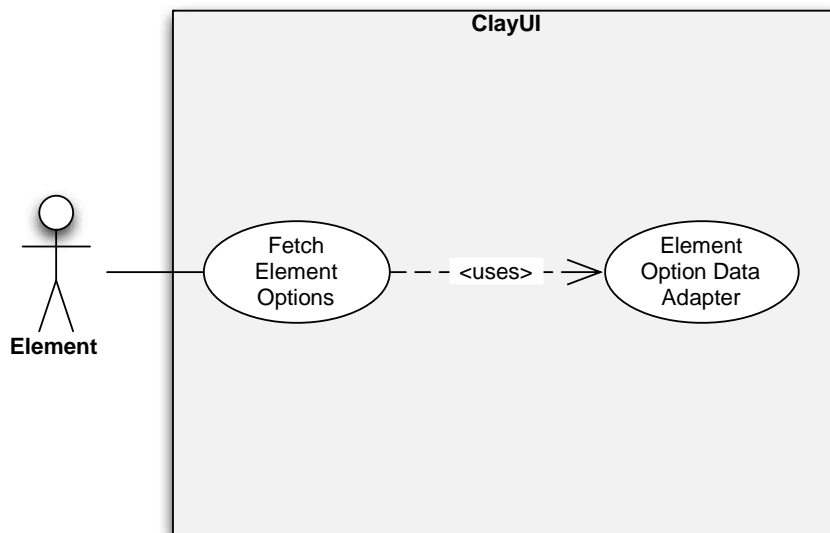 ClayUI
Fetch
Element
Options
<uses>
Element
Option Data
Adapter
Element